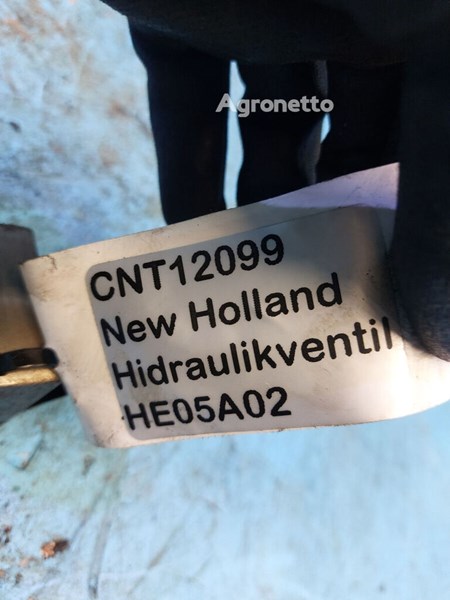 Agronetto
CNT12099
New Holland
Hidraulikventil
HE05A02